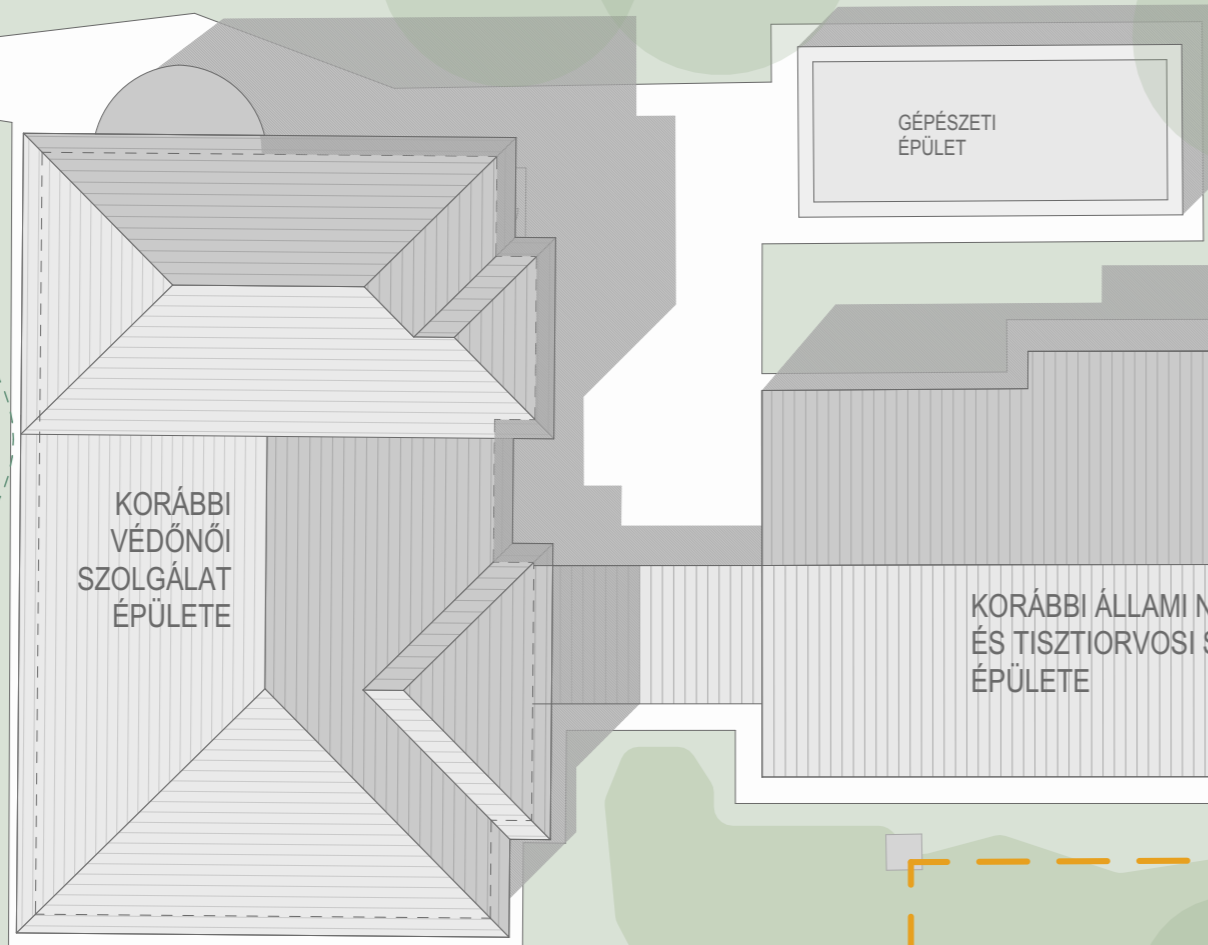 GÉPÉSZETI
ÉPÜLET
KORÁBBI
VÉDŐNŐI
SZOLGÁLAT
ÉPÜLETE
KORÁBBI ÁLLAMI
ÉS TISZTIORVOSI
ÉPÜLETE